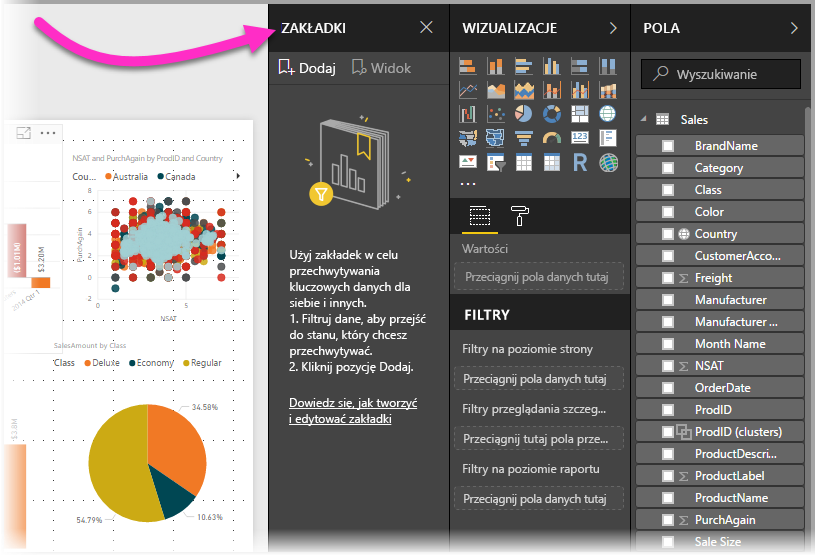 NSAT and PurchAgain by ProdID and Country
Cou... Australia Canada
8
6
4
2
0
-2
PurchAgain
0 5
NSAT
($1.01M)
$3.20M
2014 Qtr 1
SalesAmount by Class
Class Deluxe Economy Regular
$3.8M
34.58%
10.63%
54.79%
ZAKŁADKI
Dodaj Widok
Użyj zakładek w celu
przechwytywania
kluczowych danych dla
siebie i innych.
1. Filtruj dane, aby przejść
do stanu, który chcesz
przechwytywać.
2. Kliknij pozycję Dodaj.
Dowiedz się, jak tworzyć
i edytować zakładki
WIZUALIZACJE
123
R
Wartości
Przeciągnij pola danych tutaj
FILTRY
Filtry na poziomie strony
Przeciągnij pola danych tutaj
Filtry przeglądania szczeg...
Przeciągnij tutaj pola prze...
Filtry na poziomie raportu
Przeciągnij pola danych tutaj
POLA
Wyszukiwanie
Sales
BrandName
Category
Class
Color
Country
CustomerAcco...
Σ Freight
Manufacturer
Manufacturer ...
Month Name
Σ NSAT
OrderDate
ProdID
ProdID (clusters)
ProductDescri...
Σ ProductLabel
ProductName
Σ PurchAgain
Sale Size